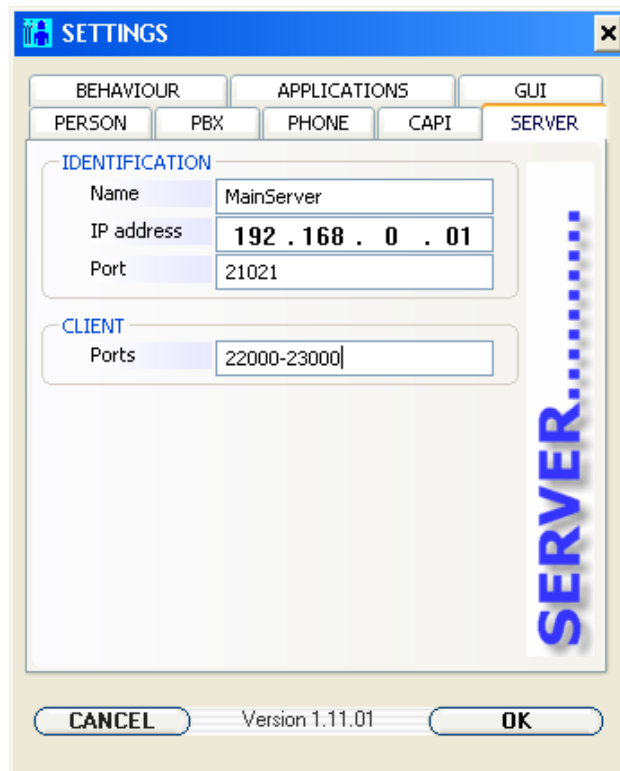 SETTINGS
BEHAVIOUR APPLICATIONS GUI
PERSON PBX PHONE CAPI SERVER
IDENTIFICATION
Name MainServer
IP address 192 . 168 . 0 . 01
Port 21021
CLIENT
Ports 22000-23000
SERVER..........
CANCEL Version 1.11.01 OK